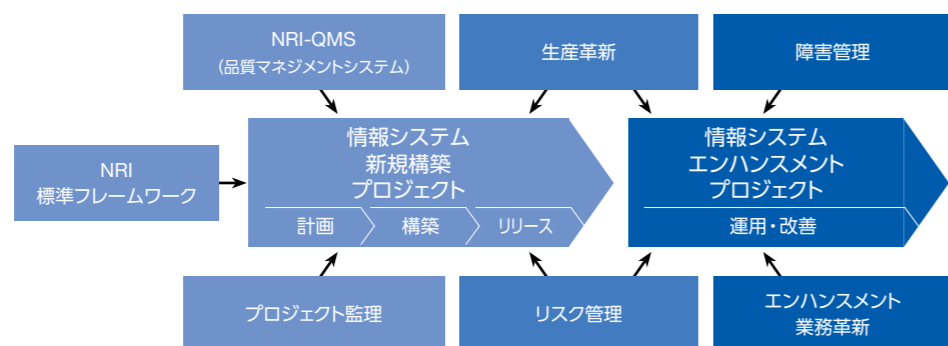 NRI-QMS
(品質マネジメントシステム)
生産革新
障害管理
NRI
標準フレームワーク
情報システム
新規構築
プロジェクト
計画
構築
リリース
情報システム
エンハンスメント
プロジェクト
運用・改善
プロジェクト監理
リスク管理
エンハンスメント
業務革新